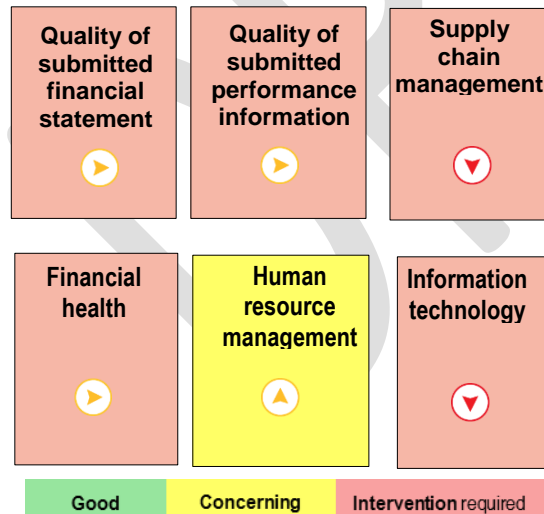 Quality of
submitted
financial
statement
Quality of
submitted
performance
information
Supply
chain
management
Financial
health
Human
resource
management
Information
technology
Good
Concerning
Intervention required